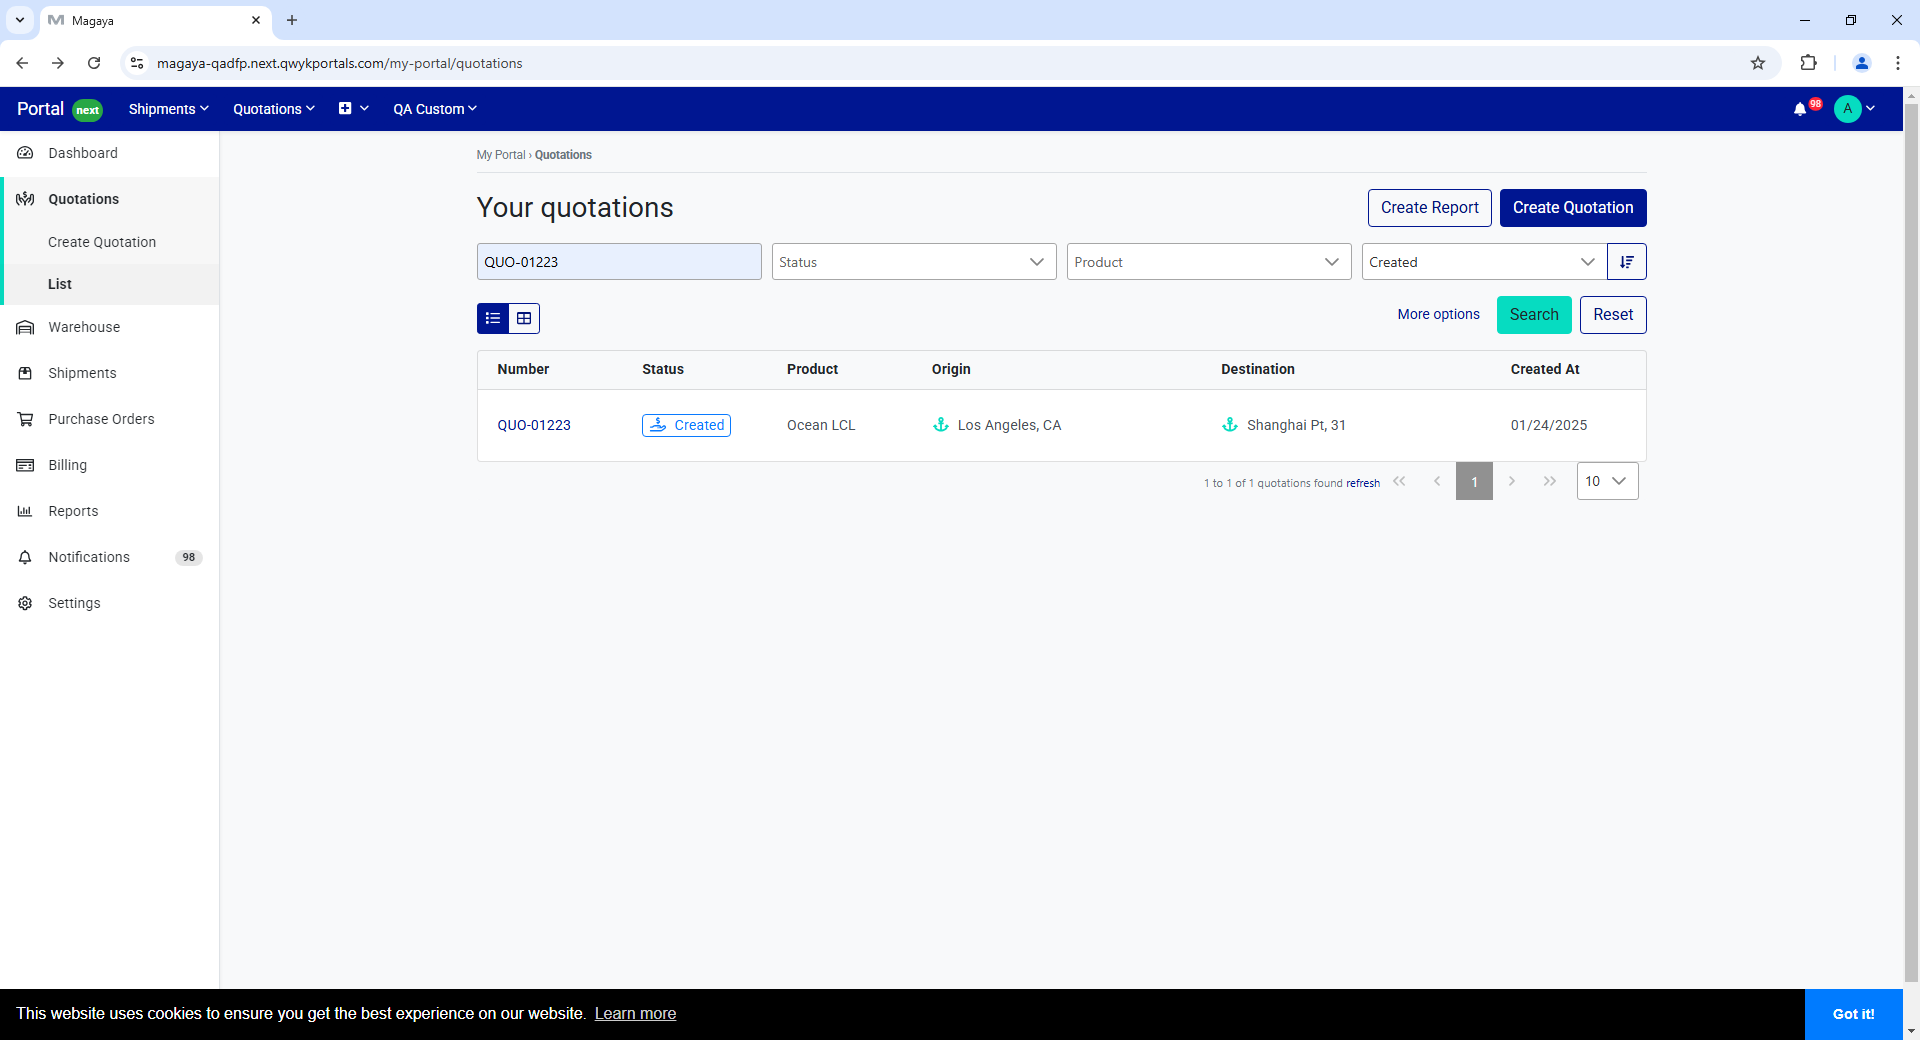 Magaya
magaya-qadfp.next.qwykportals.com/my-portal/quotations
Portal next Shipments Quotations QA Custom 98 A
Dashboard
Quotations
Create Quotation
List
Warehouse
Shipments
Purchase Orders
Billing
Reports
Notifications 98
Settings
My Portal › Quotations
Your quotations Create Report Create Quotation
QUO-01223 Status Product Created
More options Search Reset
Number Status Product Origin Destination Created At
QUO-01223 Created Ocean LCL Los Angeles, CA Shanghai Pt, 31 01/24/2025
1 to 1 of 1 quotations found refresh 1 10
This website uses cookies to ensure you get the best experience on our website. Learn more Got it!